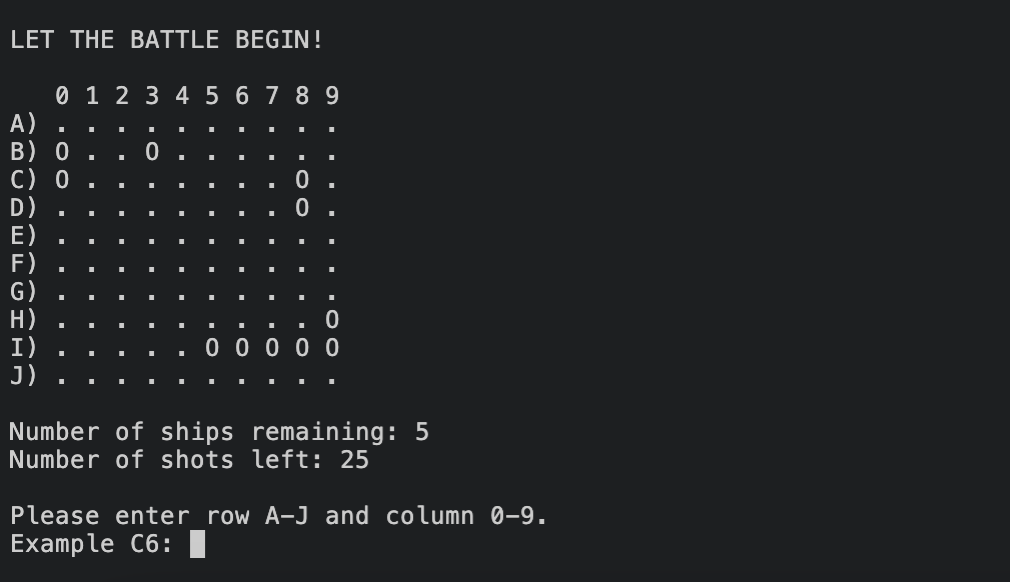 LET THE BATTLE BEGIN!
0 1 2 3 4 5 6 7 8 9
A) . . . . . . . . . .
B) O . . O . . . . . .
C) O . . . . . . . O .
D) . . . . . . . . O .
E) . . . . . . . . . .
F) . . . . . . . . . .
G) . . . . . . . . . .
H) . . . . . . . . . O
I) . . . . . O O O O O
J) . . . . . . . . . .
Number of ships remaining: 5
Number of shots left: 25
Please enter row A-J and column 0-9.
Example C6: